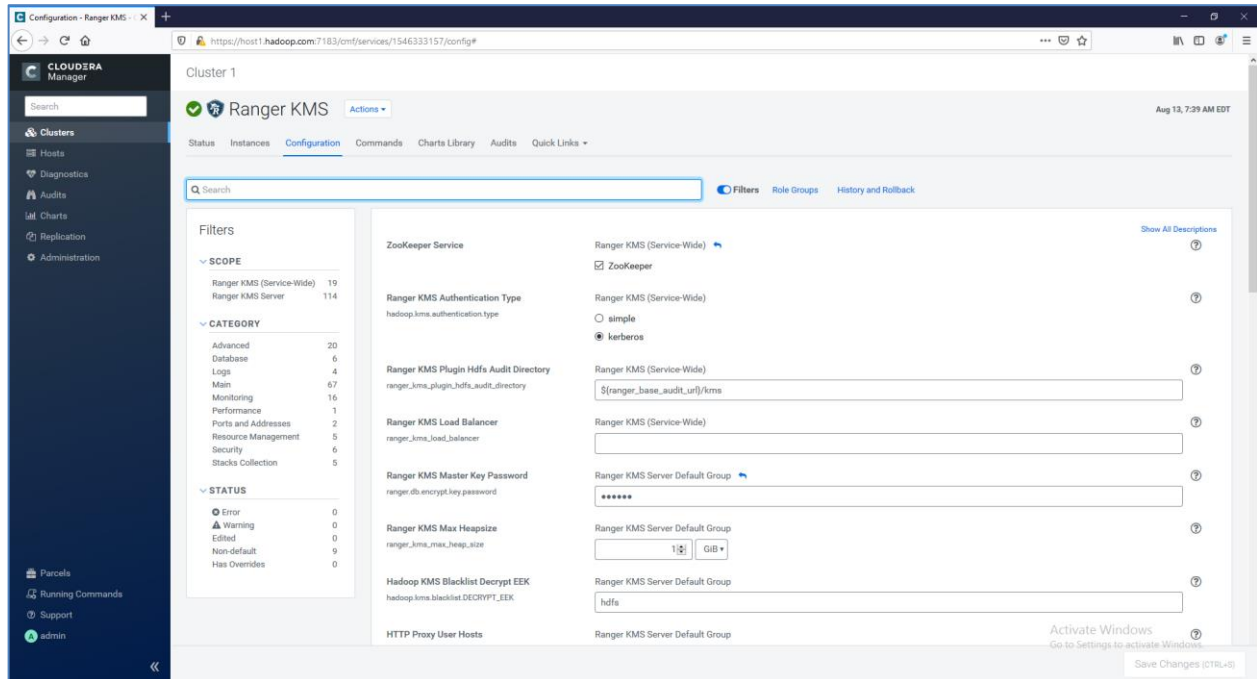 Configuration - Ranger KMS - C
https://host1.hadoop.com:7183/cmf/services/1546333157/config#
CLOUDERA
Manager
Search
Clusters
Hosts
Diagnostics
Audits
Charts
Replication
Administration
Parcels
Running Commands
Support
A admin
Cluster 1
Ranger KMS Actions
Aug 13, 7:39 AM EDT
Status Instances Configuration Commands Charts Library Audits Quick Links
Search
Filters Role Groups History and Rollback
Filters
SCOPE
Ranger KMS (Service-Wide) 19
Ranger KMS Server 114
CATEGORY
Advanced 20
Database 6
Logs 4
Main 67
Monitoring 16
Performance 1
Ports and Addresses 2
Resource Management 5
Security 6
Stacks Collection 5
STATUS
Error 0
Warning 0
Edited 0
Non-default 9
Has Overrides 0
Show All Descriptions
ZooKeeper Service Ranger KMS (Service-Wide)
ZooKeeper
Ranger KMS Authentication Type Ranger KMS (Service-Wide)
hadoop.kms.authentication.type
simple
kerberos
Ranger KMS Plugin Hdfs Audit Directory Ranger KMS (Service-Wide)
ranger_kms_plugin_hdfs_audit_directory
${ranger_base_audit_url}/kms
Ranger KMS Load Balancer Ranger KMS (Service-Wide)
ranger_kms_load_balancer
Ranger KMS Master Key Password Ranger KMS Server Default Group
ranger.db.encrypt.key.password
••••••
Ranger KMS Max Heapsize Ranger KMS Server Default Group
ranger_kms_max_heap_size
1 GiB
Hadoop KMS Blacklist Decrypt EEK Ranger KMS Server Default Group
hadoop.kms.blacklist.DECRYPT_EEK
hdfs
HTTP Proxy User Hosts Ranger KMS Server Default Group
Activate Windows
Go to Settings to activate Windows.
Save Changes (CTRL+S)